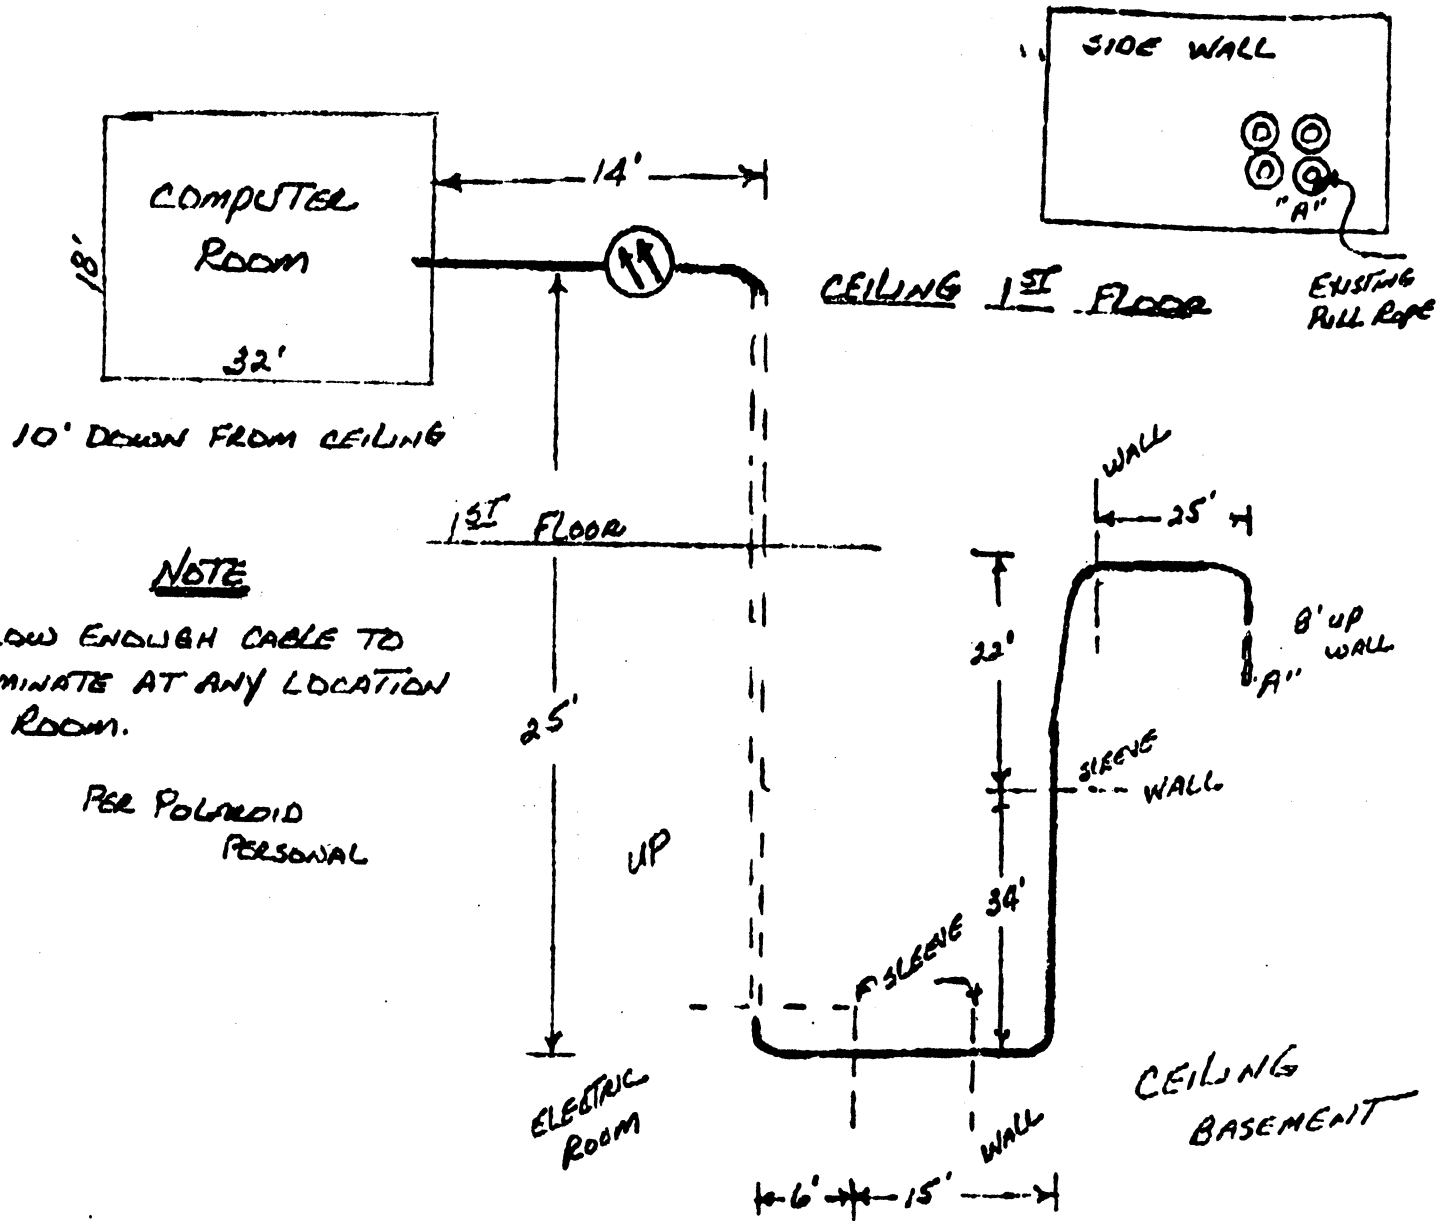 SIDE WALL
"A"
EXISTING
PULL ROPE
COMPUTER
ROOM
18'
32'
14'
CEILING 1ST FLOOR
10' DOWN FROM CEILING
1ST FLOOR
NOTE
LOW ENOUGH CABLE TO
MINATE AT ANY LOCATION
ROOM.
PER POLAROID
PERSONAL
25'
UP
WALL
25'
22'
8' UP
WALL
"A"
SLEEVE
WALL
34'
SLEEVE
ELECTRIC
ROOM
WALL
6'
15'
CEILING
BASEMENT